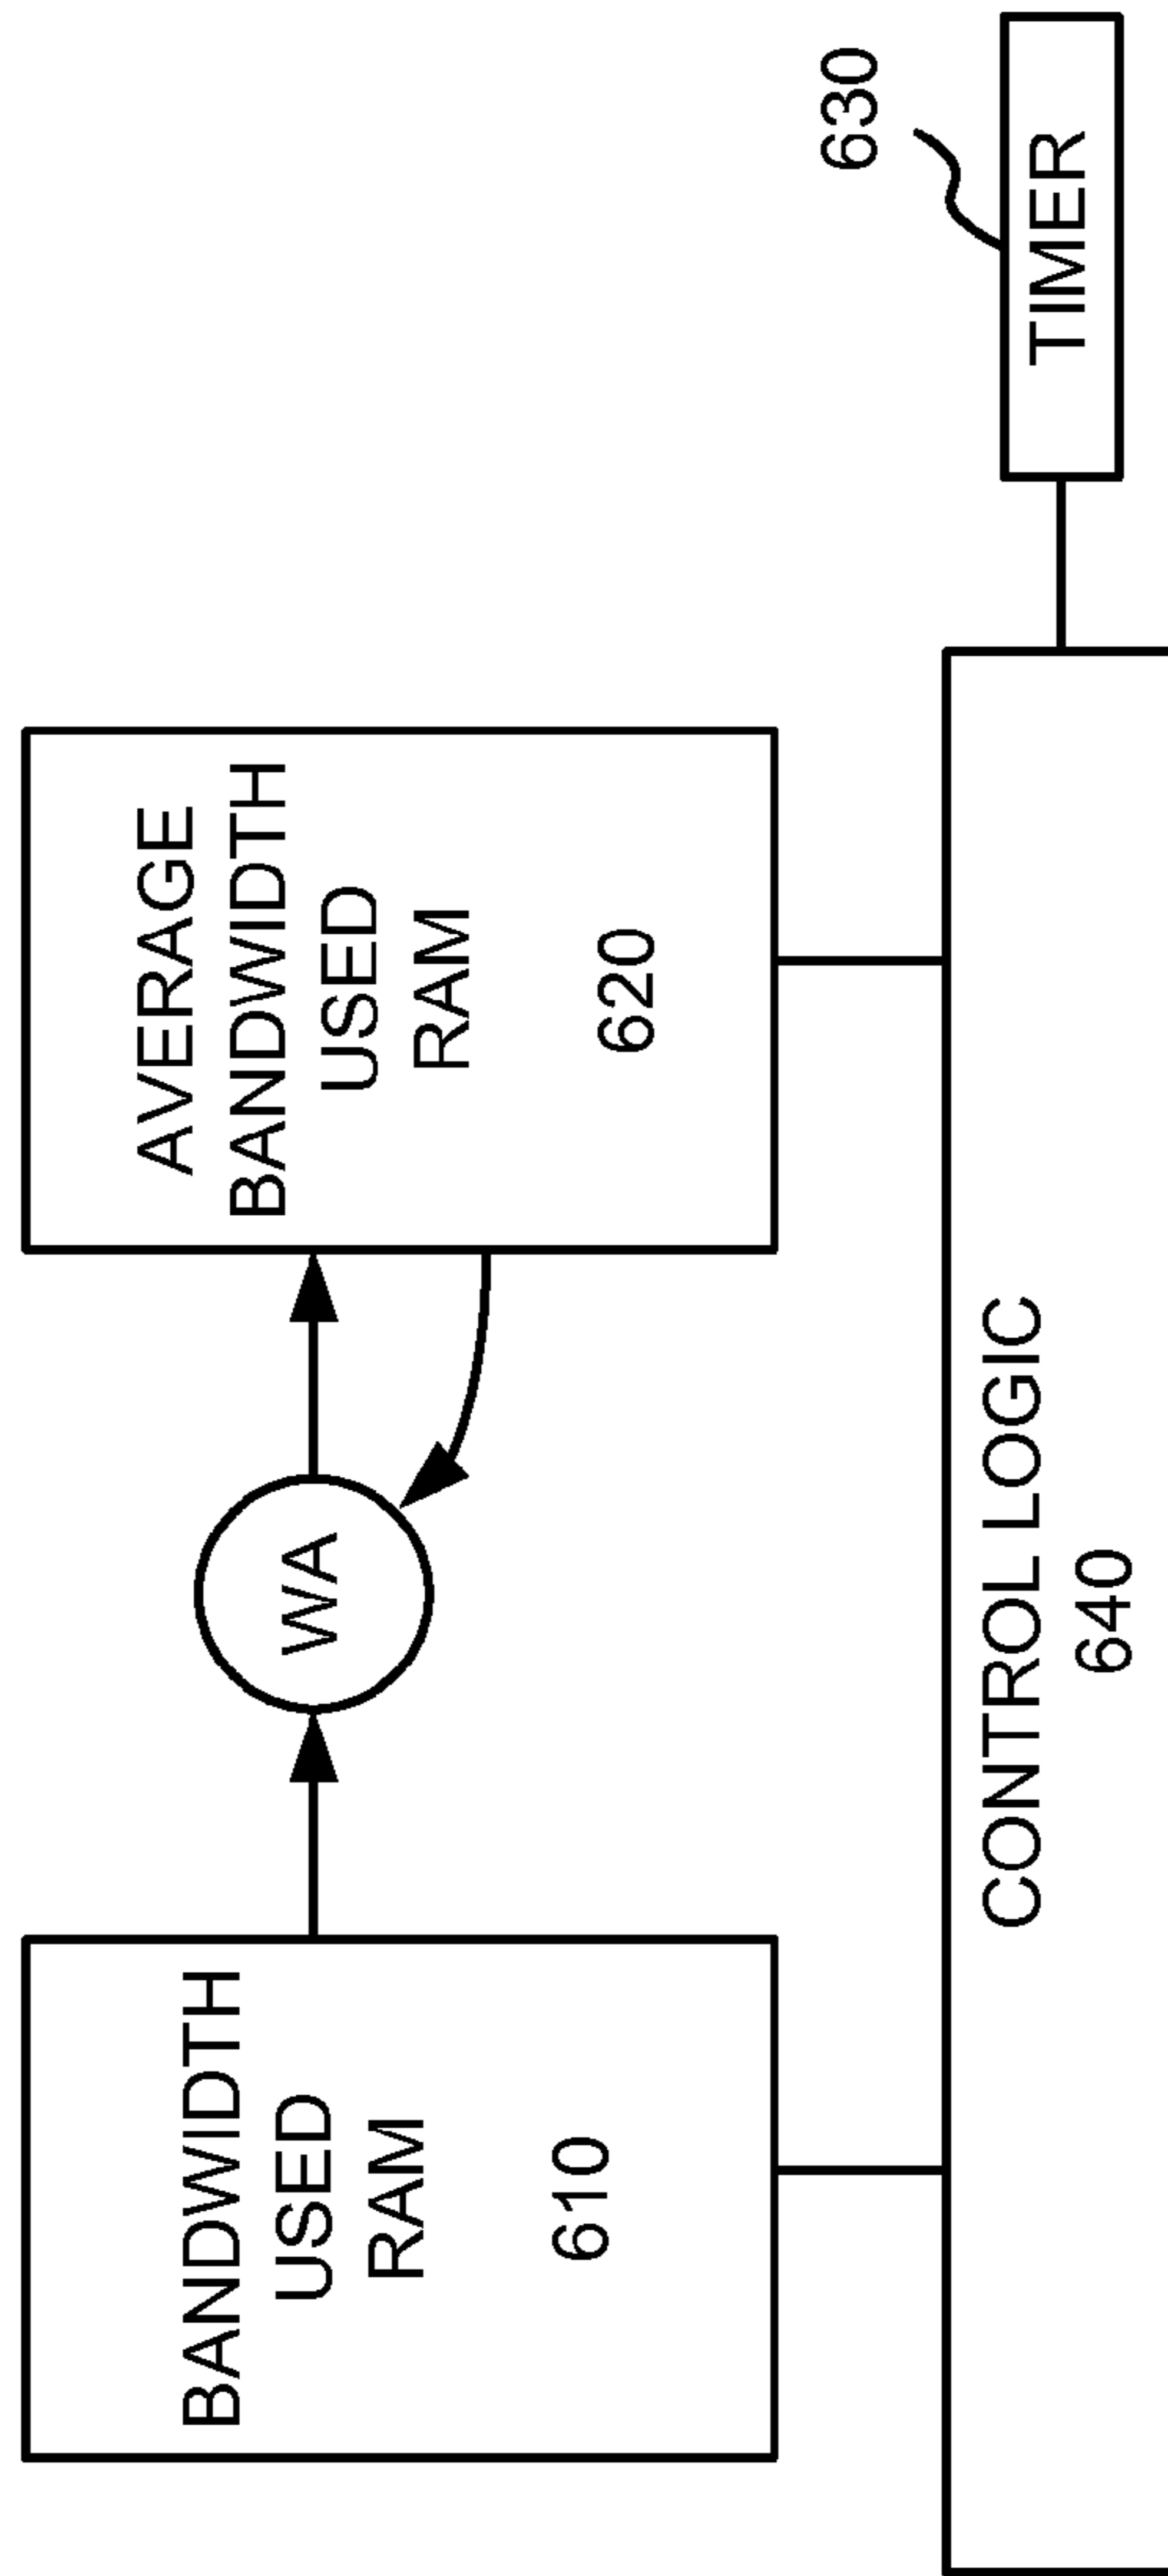 BANDWIDTH
USED
RAM
610
WA
AVERAGE
BANDWIDTH
USED
RAM
620
CONTROL LOGIC
640
630
TIMER